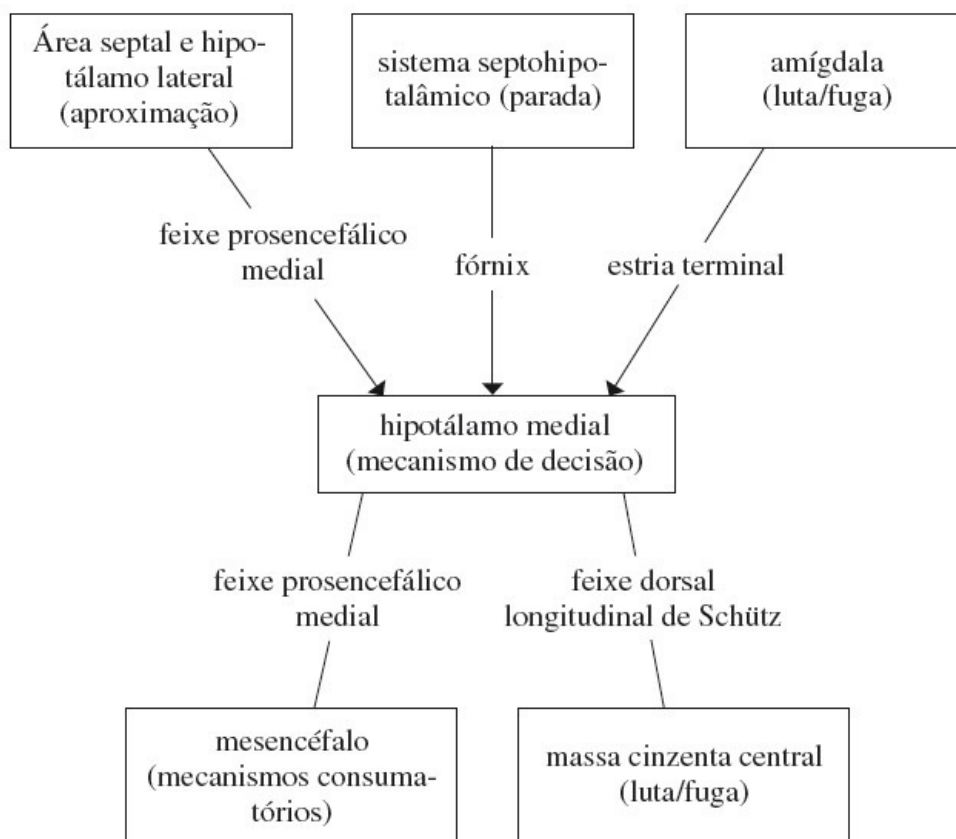 Área septal e hipo-
tálamo lateral
(aproximação)
sistema septohipo-
talâmico (parada)
amígdala
(luta/fuga)
feixe prosencefálico
medial
fórnix
estria terminal
hipotálamo medial
(mecanismo de decisão)
feixe prosencefálico
medial
feixe dorsal
longitudinal de Schütz
mesencéfalo
(mecanismos consuma-
tórios)
massa cinzenta central
(luta/fuga)